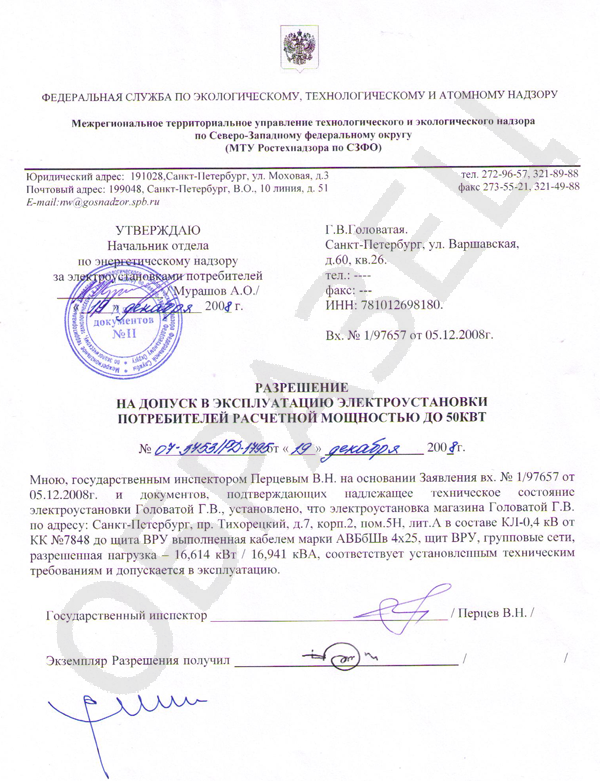 ФЕДЕРАЛЬНАЯ СЛУЖБА ПО ЭКОЛОГИЧЕСКОМУ, ТЕХНОЛОГИЧЕСКОМУ И АТОМНОМУ НАДЗОРУ
Межрегиональное территориальное управление технологического и экологического надзора
по Северо-Западному федеральному округу
(МТУ Ростехнадзора по СЗФО)
Юридический адрес: 191028,Санкт-Петербург, ул. Моховая, д.3
тел. 272-96-57, 321-89-88
Почтовый адрес: 199048, Санкт-Петербург, В.О., 10 линия, д. 51
факс 273-55-21, 321-49-88
E-mail:nw@gosnadzor.spb.ru
УТВЕРЖДАЮ
Начальник отдела
по энергетическому надзору
за электроустановками потребителей
/ Мурашов А.О./
« 19 » декабря 2008 г.
документов
№II
Г.В.Головатая.
Санкт-Петербург, ул. Варшавская,
д.60, кв.26.
тел.: ----
факс: ---
ИНН: 781012698180.
Вх. № 1/97657 от 05.12.2008г.
РАЗРЕШЕНИЕ
НА ДОПУСК В ЭКСПЛУАТАЦИЮ ЭЛЕКТРОУСТАНОВКИ
ПОТРЕБИТЕЛЕЙ РАСЧЕТНОЙ МОЩНОСТЬЮ ДО 50КВТ
№ от « 19 » декабря 2008г.
Мною, государственным инспектором Перцевым В.Н. на основании Заявления вх. № 1/97657 от
05.12.2008г. и документов, подтверждающих надлежащее техническое состояние
электроустановки Головатой Г.В., установлено, что электроустановка магазина Головатой Г.В.
по адресу: Санкт-Петербург, пр. Тихорецкий, д.7, корп.2, пом.5Н, лит.А в составе КЛ-0,4 кВ от
КК №7848 до щита ВРУ выполненная кабелем марки АВБбШв 4х25, щит ВРУ, групповые сети,
разрешенная нагрузка – 16,614 кВт / 16,941 кВА, соответствует установленным техническим
требованиям и допускается в эксплуатацию.
Государственный инспектор / Перцев В.Н. /
Экземпляр Разрешения получил / /
ОБРАЗЕЦ